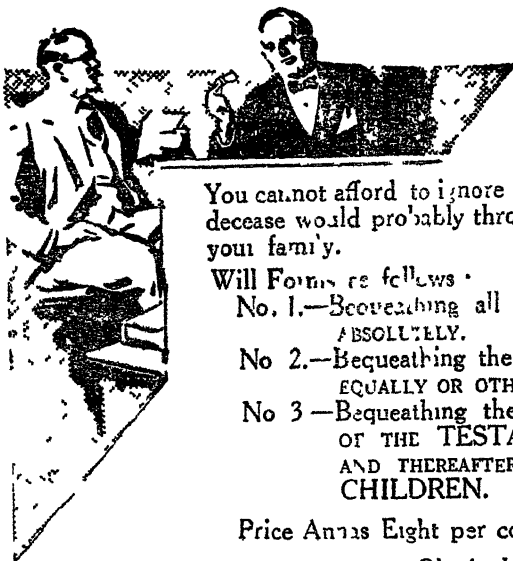 You cannot afford to ignore
decease would probably thro
your family.
Will Forms as follows :
No. 1.—Bequeathing all
ABSOLUTELY.
No 2.—Bequeathing the
EQUALLY OR OTH
No 3—Bequeathing the
OF THE TESTA
AND THEREAFTER
CHILDREN.
Price Annas Eight per co